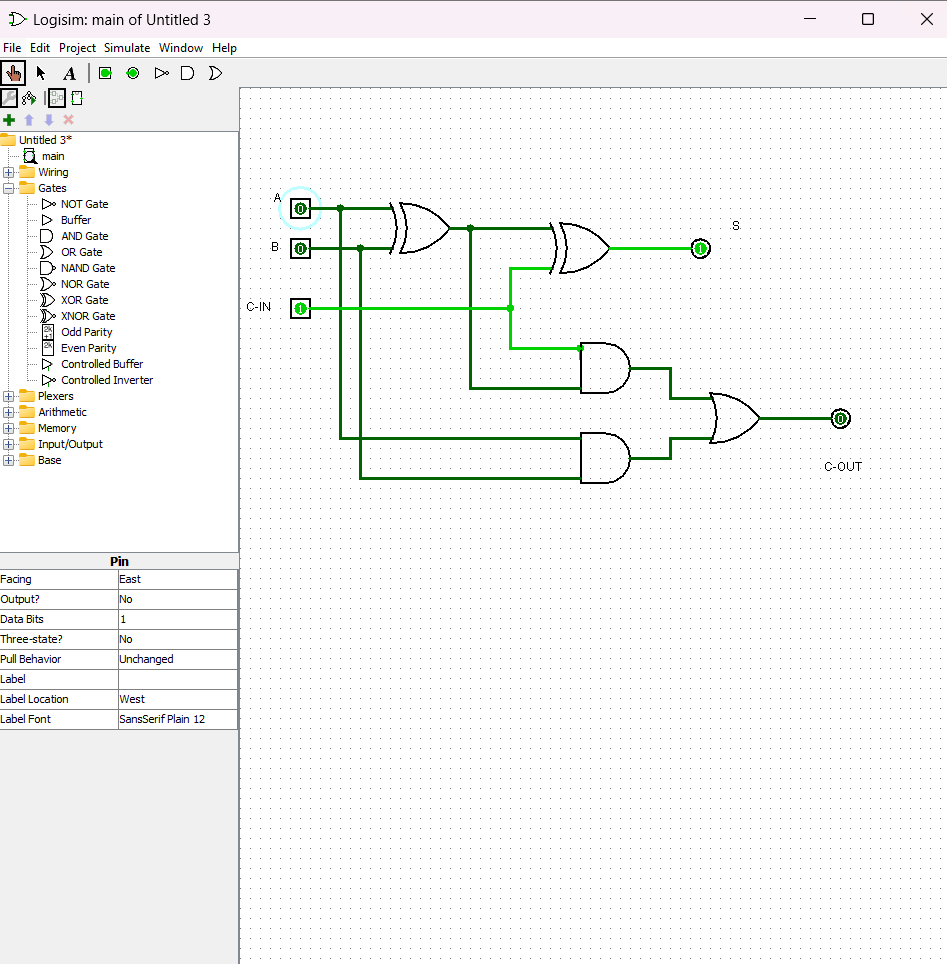 Logisim: main of Untitled 3
File Edit Project Simulate Window Help
A
Untitled 3*
main
Wiring
Gates
NOT Gate
Buffer
AND Gate
OR Gate
NAND Gate
NOR Gate
XOR Gate
XNOR Gate
2k+1 Odd Parity
2k Even Parity
Controlled Buffer
Controlled Inverter
Plexers
Arithmetic
Memory
Input/Output
Base
Pin
Facing East
Output? No
Data Bits 1
Three-state? No
Pull Behavior Unchanged
Label
Label Location West
Label Font SansSerif Plain 12
A 0
B 0
C-IN 1
S
1
0
C-OUT